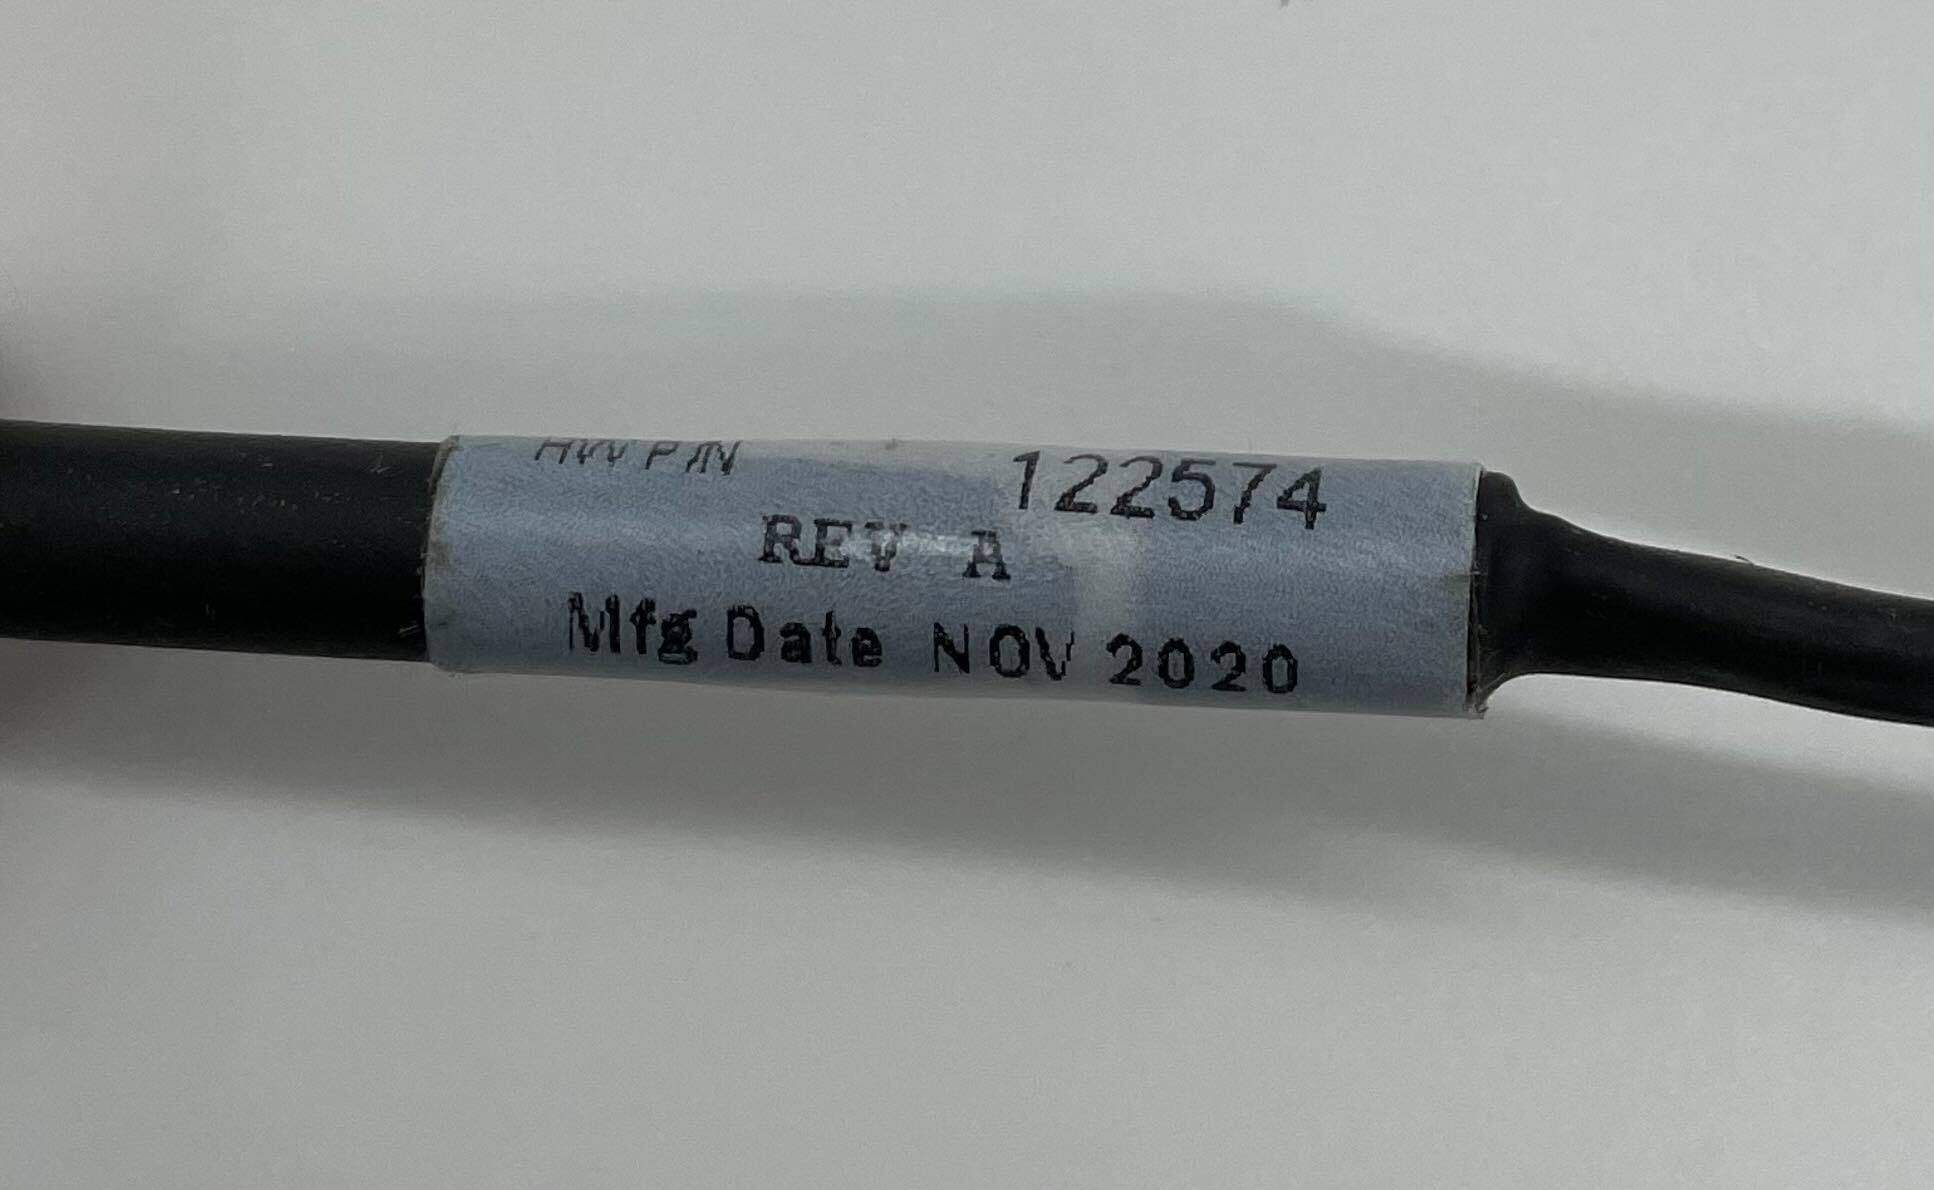 HW P/N 122574
REV A
Mfg Date NOV 2020